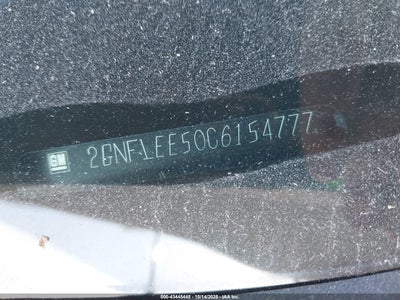 GM 2GNFLEE50C6154777
000-43445448 - 10/14/2025 - IAA Inc.